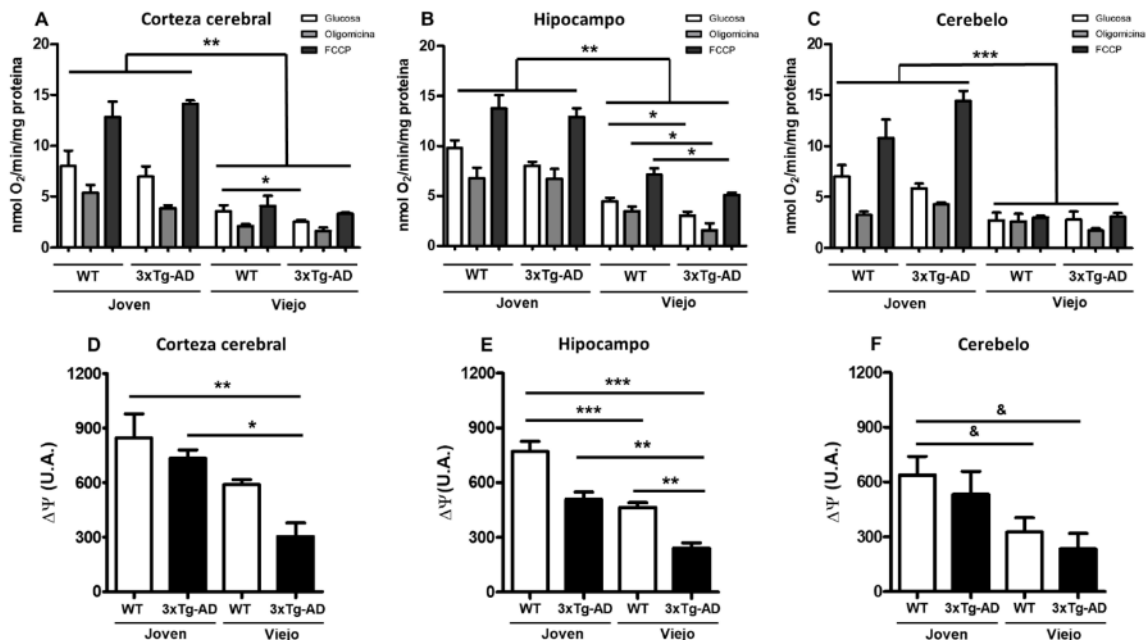 A Corteza cerebral
Glucosa
Oligomicina
FCCP
nmol O2/min/mg proteina
20
15
10
5
0
**
*
WT 3xTg-AD WT 3xTg-AD
Joven Viejo
B Hipocampo
Glucosa
Oligomicina
FCCP
nmol O2/min/mg proteina
20
15
10
5
0
**
*
*
*
WT 3xTg-AD WT 3xTg-AD
Joven Viejo
C Cerebelo
Glucosa
Oligomicina
FCCP
nmol O2/min/mg proteina
20
15
10
5
0
***
WT 3xTg-AD WT 3xTg-AD
Joven Viejo
D Corteza cerebral
ΔΨ (U.A.)
1200
900
600
300
0
**
*
WT 3xTg-AD WT 3xTg-AD
Joven Viejo
E Hipocampo
ΔΨ (U.A.)
1200
900
600
300
0
***
***
**
**
WT 3xTg-AD WT 3xTg-AD
Joven Viejo
F Cerebelo
ΔΨ (U.A.)
1200
900
600
300
0
&
&
WT 3xTg-AD WT 3xTg-AD
Joven Viejo